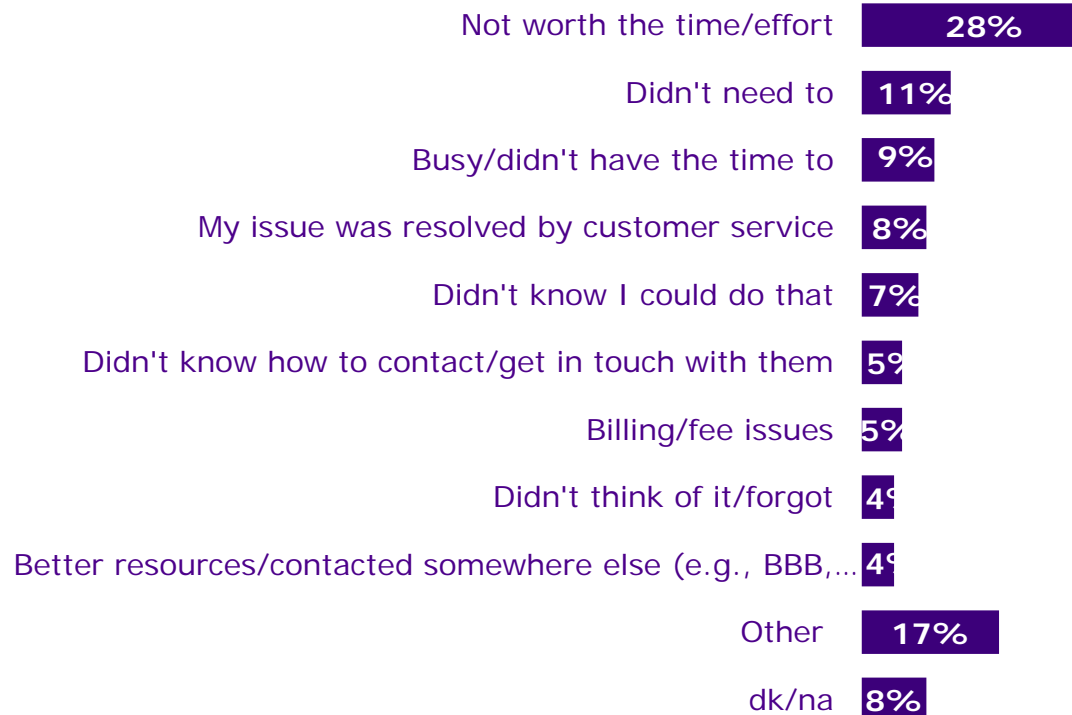 Not worth the time/effort 28%
Didn't need to 11%
Busy/didn't have the time to 9%
My issue was resolved by customer service 8%
Didn't know I could do that 7%
Didn't know how to contact/get in touch with them 5%
Billing/fee issues 5%
Didn't think of it/forgot 4%
Better resources/contacted somewhere else (e.g., BBB,... 4%
Other 17%
dk/na 8%